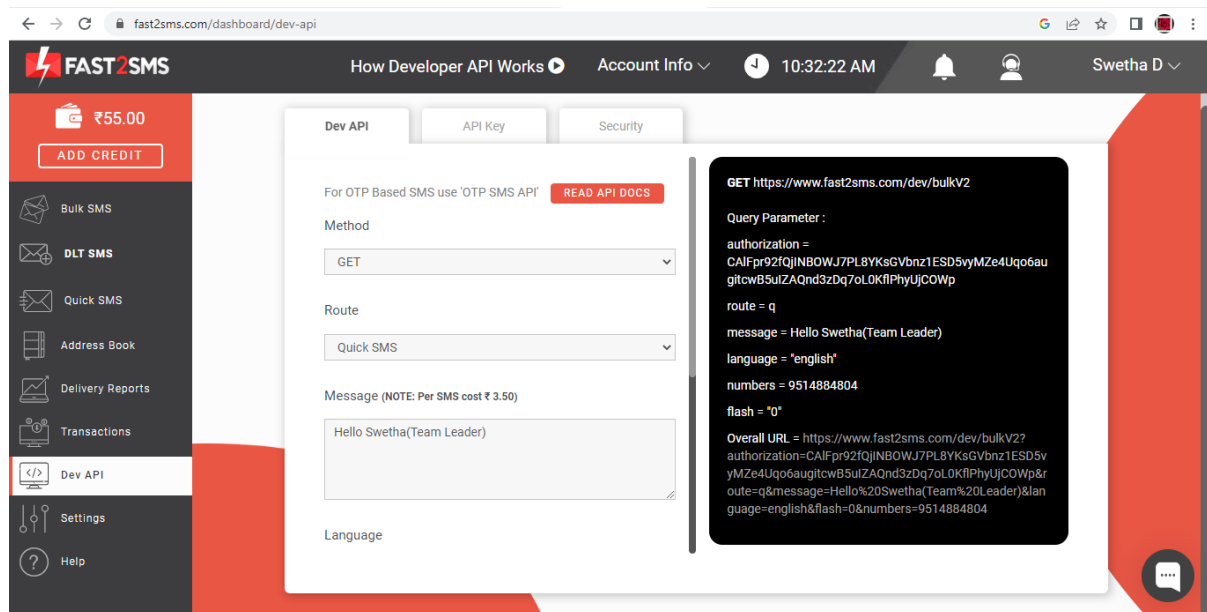 fast2sms.com/dashboard/dev-api
FAST2SMS
How Developer API Works
Account Info
10:32:22 AM
Swetha D
₹55.00
ADD CREDIT
Bulk SMS
DLT SMS
Quick SMS
Address Book
Delivery Reports
Transactions
Dev API
Settings
Help
Dev API
API Key
Security
For OTP Based SMS use 'OTP SMS API'
READ API DOCS
Method
GET
Route
Quick SMS
Message (NOTE: Per SMS cost ₹ 3.50)
Hello Swetha(Team Leader)
Language
GET https://www.fast2sms.com/dev/bulkV2
Query Parameter :
authorization =
CAlFpr92fQjINBOWJ7PL8YKsGVbnz1ESD5vyMZe4Uqo6au
gitcwB5uIZAQnd3zDq7oL0KflPhyUjCOWp
route = q
message = Hello Swetha(Team Leader)
language = "english"
numbers = 9514884804
flash = "0"
Overall URL = https://www.fast2sms.com/dev/bulkV2?
authorization=CAlFpr92fQjINBOWJ7PL8YKsGVbnz1ESD5v
yMZe4Uqo6augitcwB5uIZAQnd3zDq7oL0KflPhyUjCOWp&r
oute=q&message=Hello%20Swetha(Team%20Leader)&lan
guage=english&flash=0&numbers=9514884804